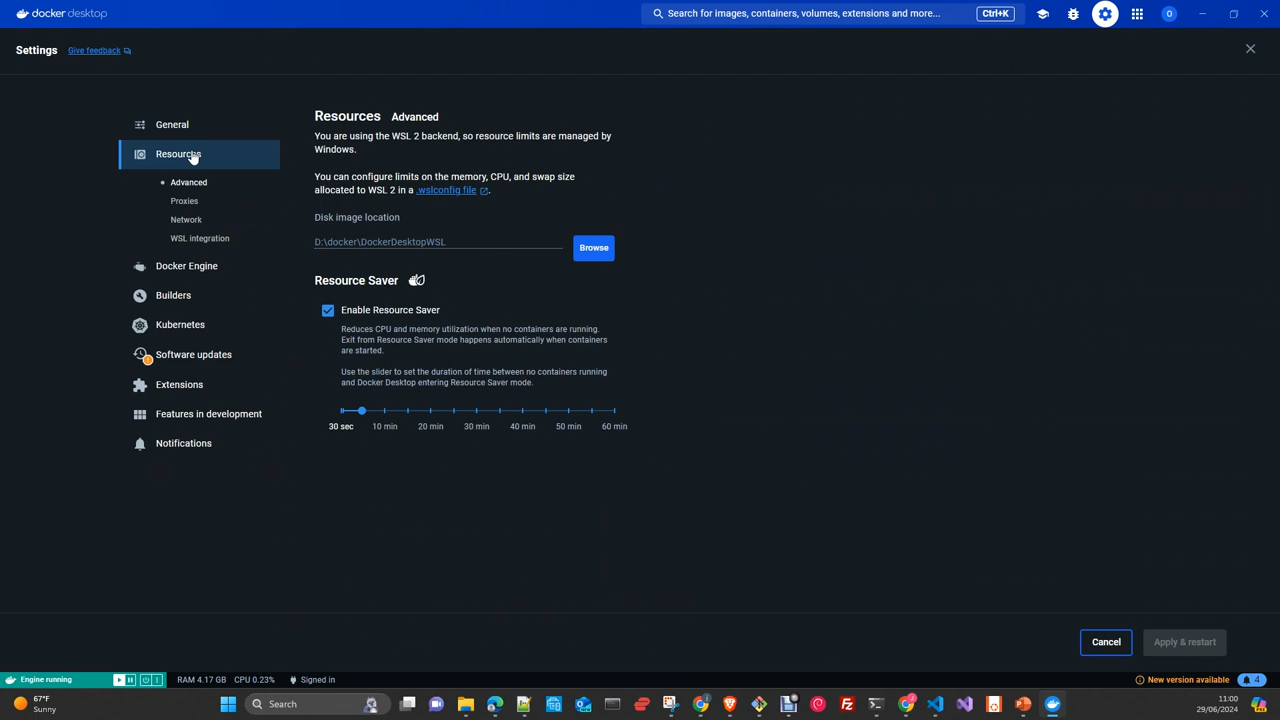 docker desktop
Search for images, containers, volumes, extensions and more...
Ctrl+K
O
Settings
Give feedback
General
Resources
Advanced
Proxies
Network
WSL integration
Docker Engine
Builders
Kubernetes
Software updates
Extensions
Features in development
Notifications
Resources Advanced
You are using the WSL 2 backend, so resource limits are managed by
Windows.
You can configure limits on the memory, CPU, and swap size
allocated to WSL 2 in a .wslconfig file.
Disk image location
D:\docker\DockerDesktopWSL
Browse
Resource Saver
Enable Resource Saver
Reduces CPU and memory utilization when no containers are running.
Exit from Resource Saver mode happens automatically when containers
are started.
Use the slider to set the duration of time between no containers running
and Docker Desktop entering Resource Saver mode.
30 sec 10 min 20 min 30 min 40 min 50 min 60 min
Cancel
Apply & restart
Engine running
RAM 4.17 GB CPU 0.23%
Signed in
New version available
4
67°F
Sunny
Search
11:00
29/06/2024